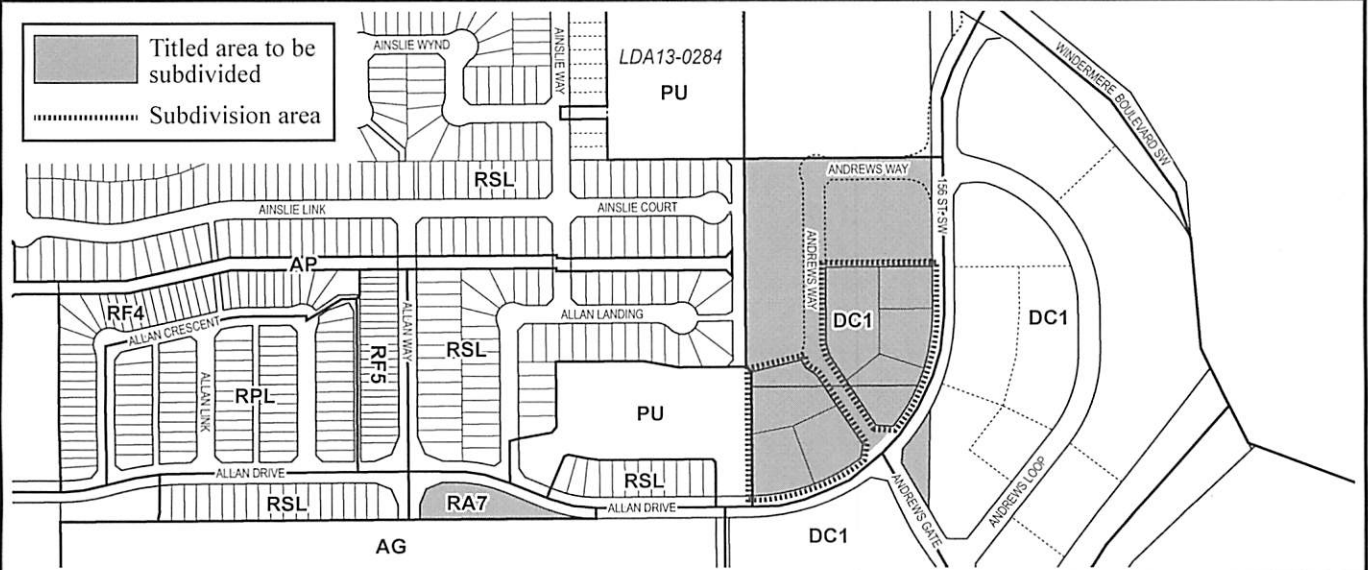 Titled area to be
subdivided
Subdivision area
AINSLIE WYND
AINSLIE WAY
LDA13-0284
PU
WINDERMERE BOULEVARD SW
RSL
ANDREWS WAY
156 ST-SW
AINSLIE LINK
AINSLIE COURT
ANDREWS WAY
AP
RF4
ALLAN CRESCENT
ALLAN LINK
RPL
RF5
ALLAN WAY
RSL
ALLAN LANDING
DC1
DC1
PU
ALLAN DRIVE
RSL
RSL
RA7
ALLAN DRIVE
ANDREWS GATE
ANDREWS LOOP
DC1
AG